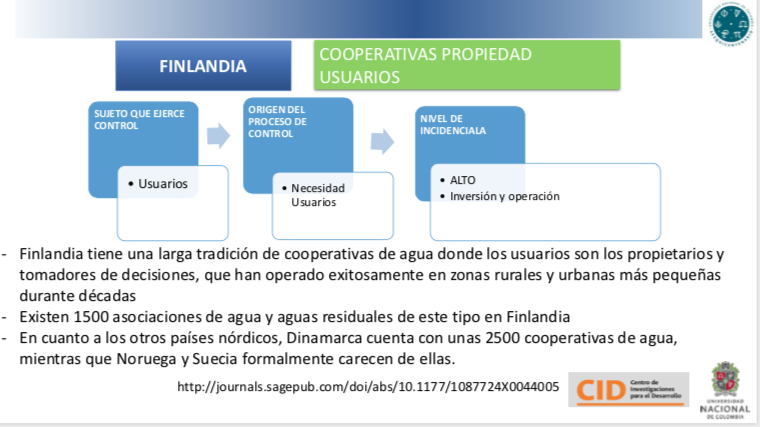 FINLANDIA
COOPERATIVAS PROPIEDAD
USUARIOS
SUJETO QUE EJERCE
CONTROL
• Usuarios
ORIGEN DEL
PROCESO DE
CONTROL
• Necesidad
Usuarios
NIVEL DE
INCIDENCIALA
• ALTO
• Inversión y operación
- Finlandia tiene una larga tradición de cooperativas de agua donde los usuarios son los propietarios y
tomadores de decisiones, que han operado exitosamente en zonas rurales y urbanas más pequeñas
durante décadas
- Existen 1500 asociaciones de agua y aguas residuales de este tipo en Finlandia
- En cuanto a los otros países nórdicos, Dinamarca cuenta con unas 2500 cooperativas de agua,
mientras que Noruega y Suecia formalmente carecen de ellas.
http://journals.sagepub.com/doi/abs/10.1177/1087724X0044005
CID
Centro de
Investigaciones
para el Desarrollo
UNIVERSIDAD
NACIONAL
DE COLOMBIA